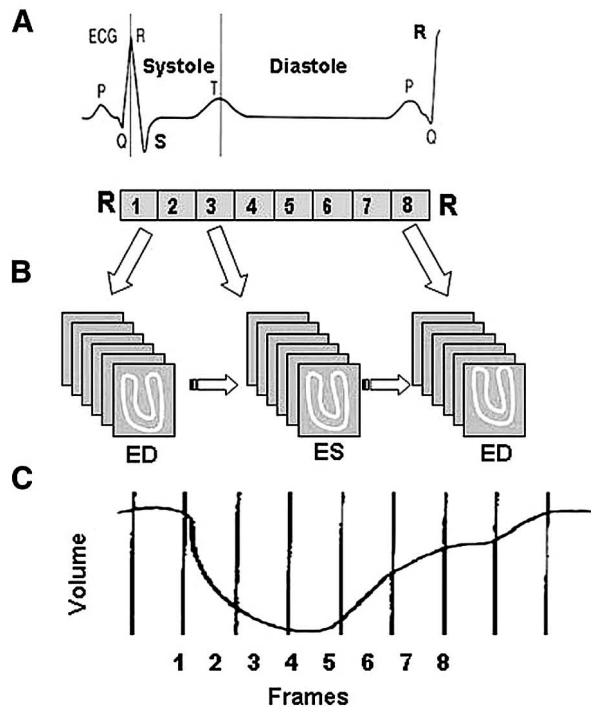 A
ECG R
Systole
Diastole
R
P
T
P
Q
S
Q
R 1 2 3 4 5 6 7 8 R
B
ED
ES
ED
C
Volume
1 2 3 4 5 6 7 8
Frames